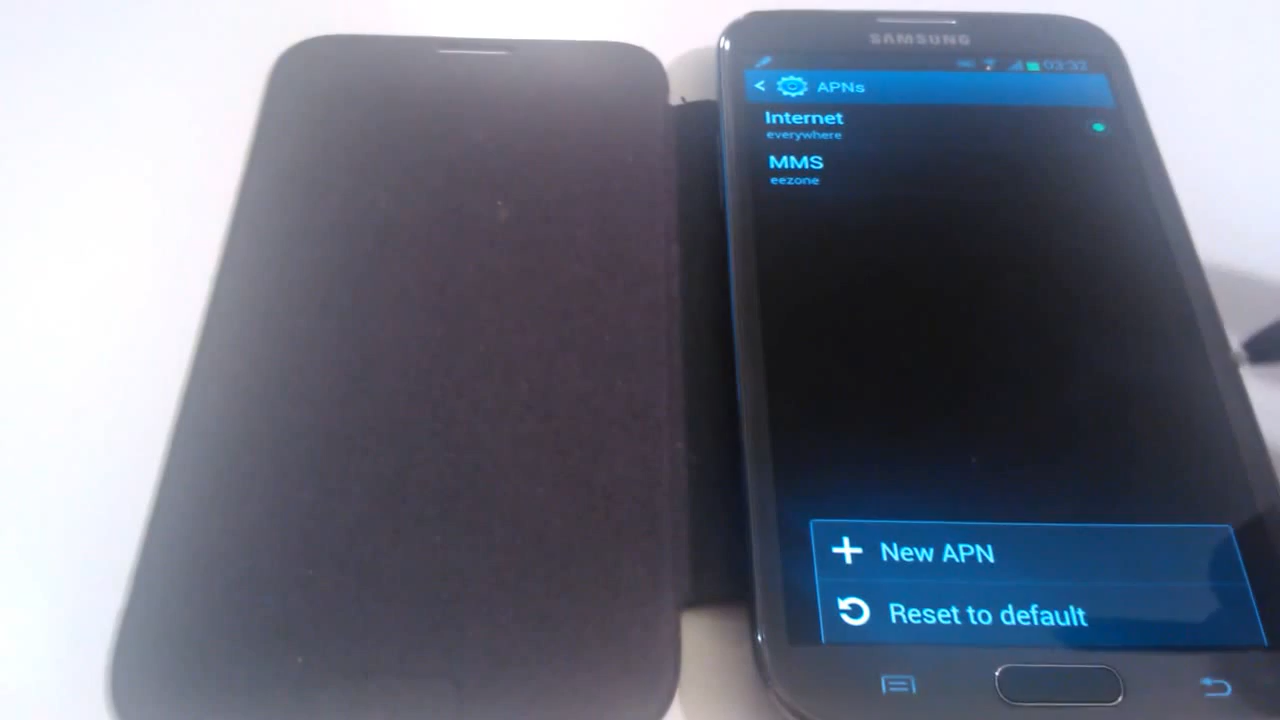 SAMSUNG
03:32
APNs
Internet
everywhere
MMS
eezone
New APN
Reset to default